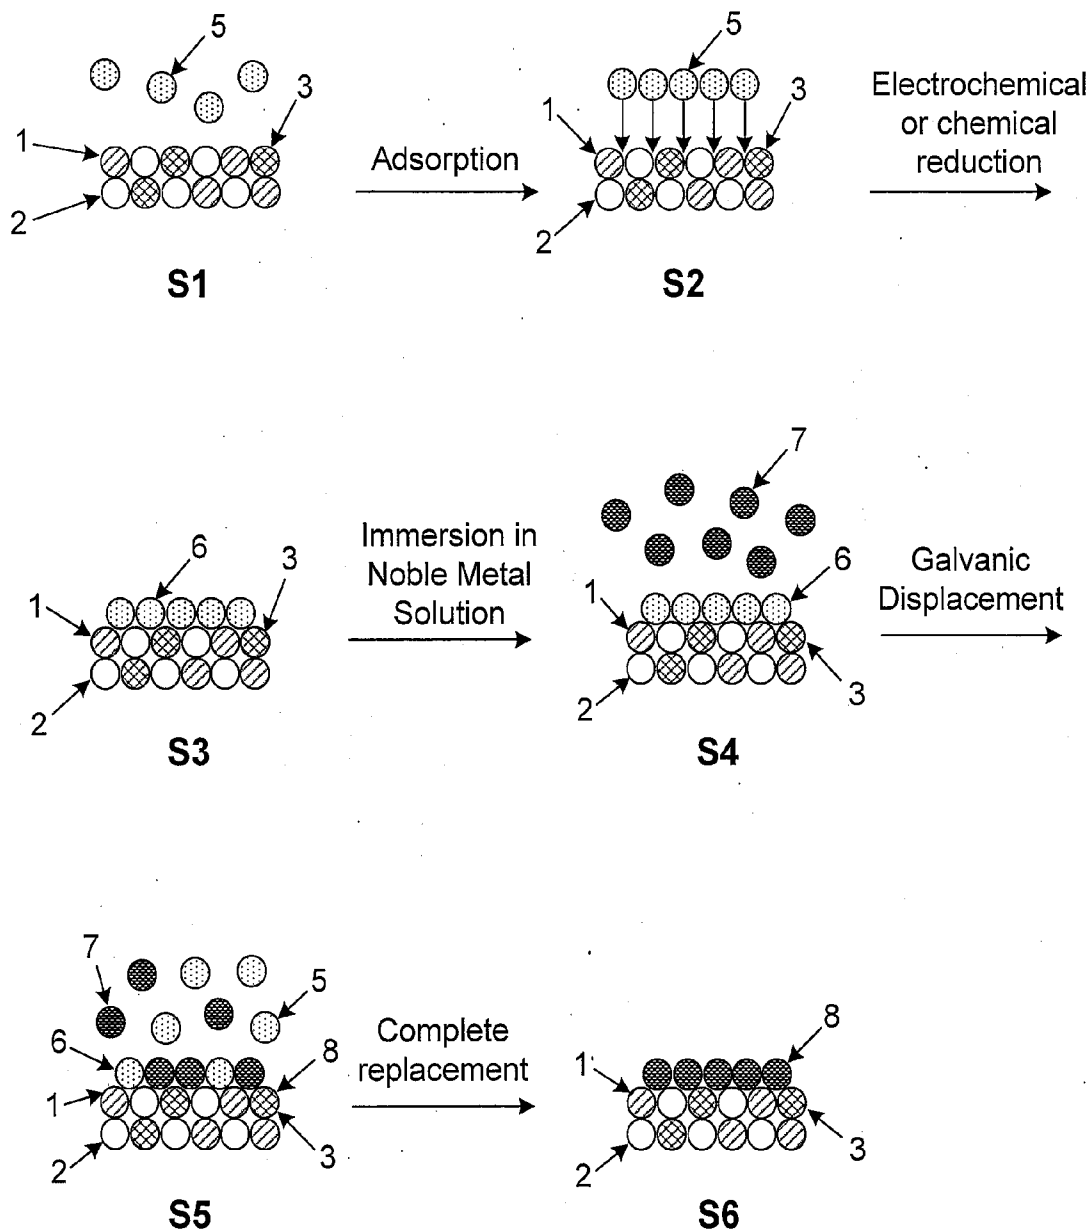 5
5
3
3
1
1
Adsorption
Electrochemical
or chemical
reduction
2
2
S1
S2
7
6
3
1
Immersion in
Noble Metal
Solution
6
1
Galvanic
Displacement
2
2
3
S3
S4
7
5
6
8
1
Complete
replacement
8
1
2
3
2
3
S5
S6